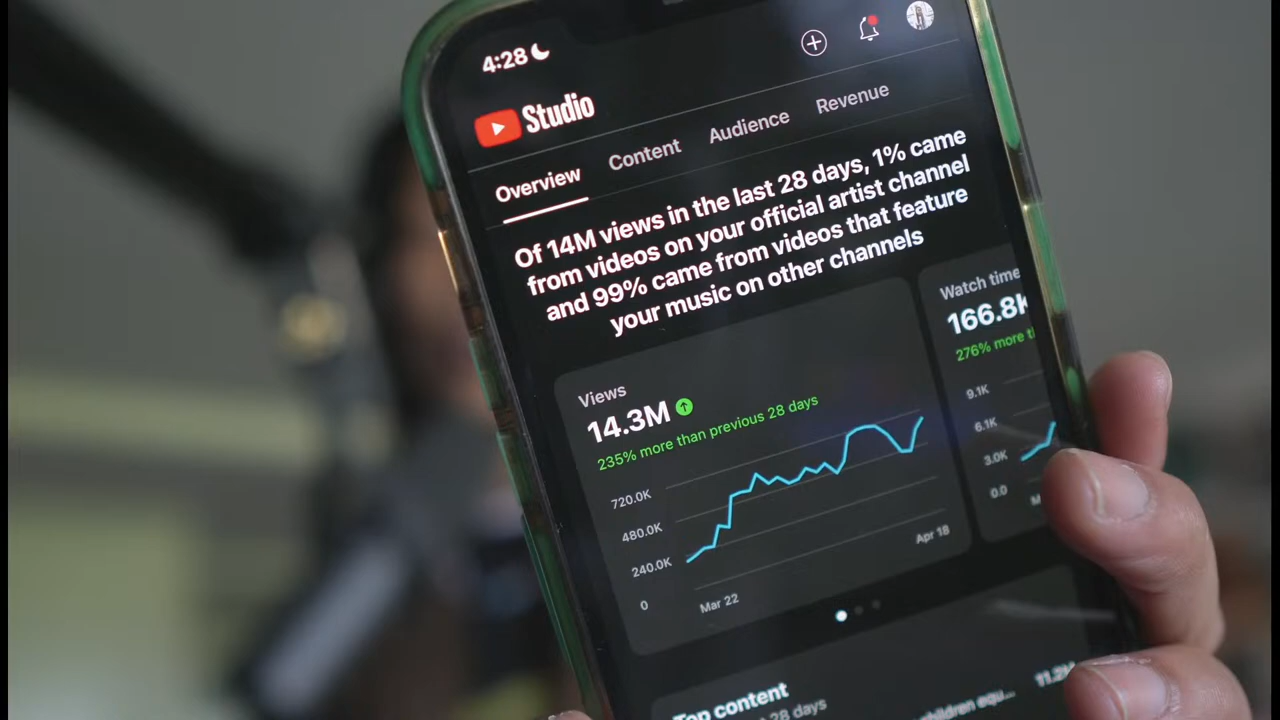 4:28
Studio
Overview Content Audience Revenue
Of 14M views in the last 28 days, 1% came
from videos on your official artist channel
and 99% came from videos that feature
your music on other channels
Views
14.3M
235% more than previous 28 days
720.0K
480.0K
240.0K
0
Mar 22
Apr 18
Watch time
166.8K
276% more
9.1K
6.1K
3.0K
0.0
Top content
28 days
children equ...